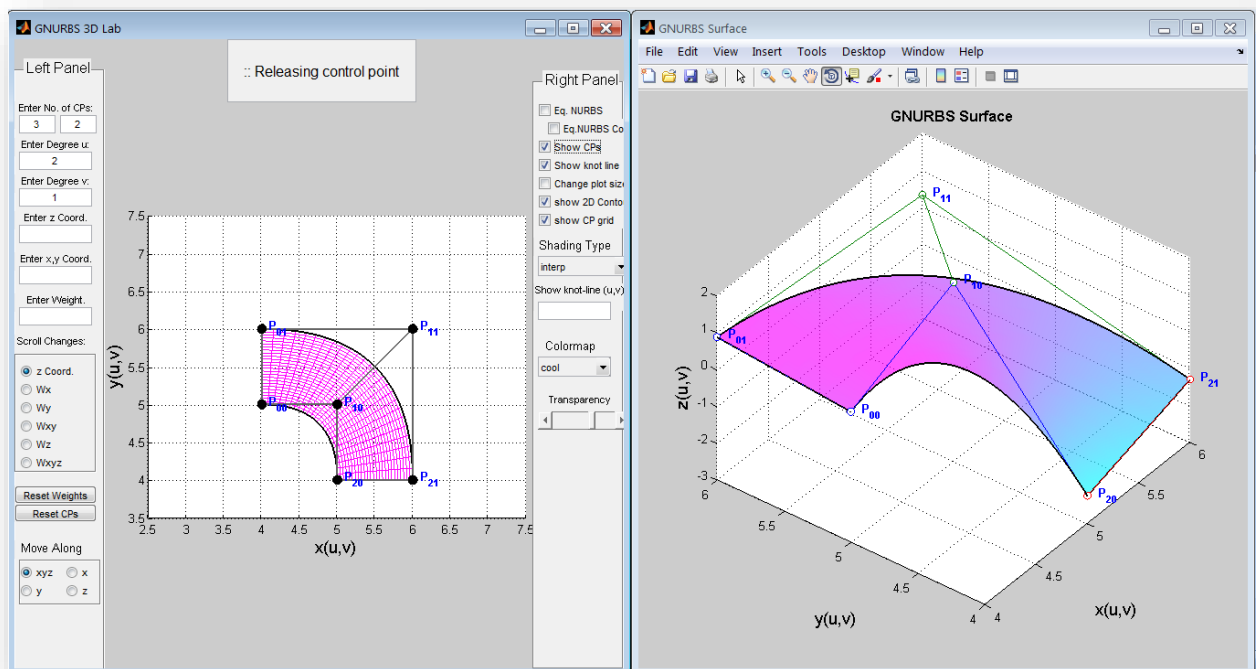 GNURBS 3D Lab
Left Panel
Enter No. of CPs:
3 2
Enter Degree u:
2
Enter Degree v:
1
Enter z Coord.
Enter x,y Coord.
Enter Weight.
Scroll Changes:
z Coord.
Wx
Wy
Wxy
Wz
Wxyz
Reset Weights
Reset CPs
Move Along
xyz x
y z
:: Releasing control point
y(u,v)
7.5
7
6.5
6
5.5
5
4.5
4
3.5
2.5 3 3.5 4 4.5 5 5.5 6 6.5 7 7.5
x(u,v)
P01 P11
P00 P10
P20 P21
Right Panel
Eq. NURBS
Eq.NURBS Co
Show CPs
Show knot line
Change plot size
show 2D Conto
show CP grid
Shading Type
interp
Show knot-line (u,v)
Colormap
cool
Transparency
GNURBS Surface
File Edit View Insert Tools Desktop Window Help
GNURBS Surface
P11
P10
P01
P21
P00
P20
z(u,v)
2
1
0
-1
-2
-3
6 5.5 5 4.5 4
y(u,v)
4 4.5 5 5.5 6
x(u,v)